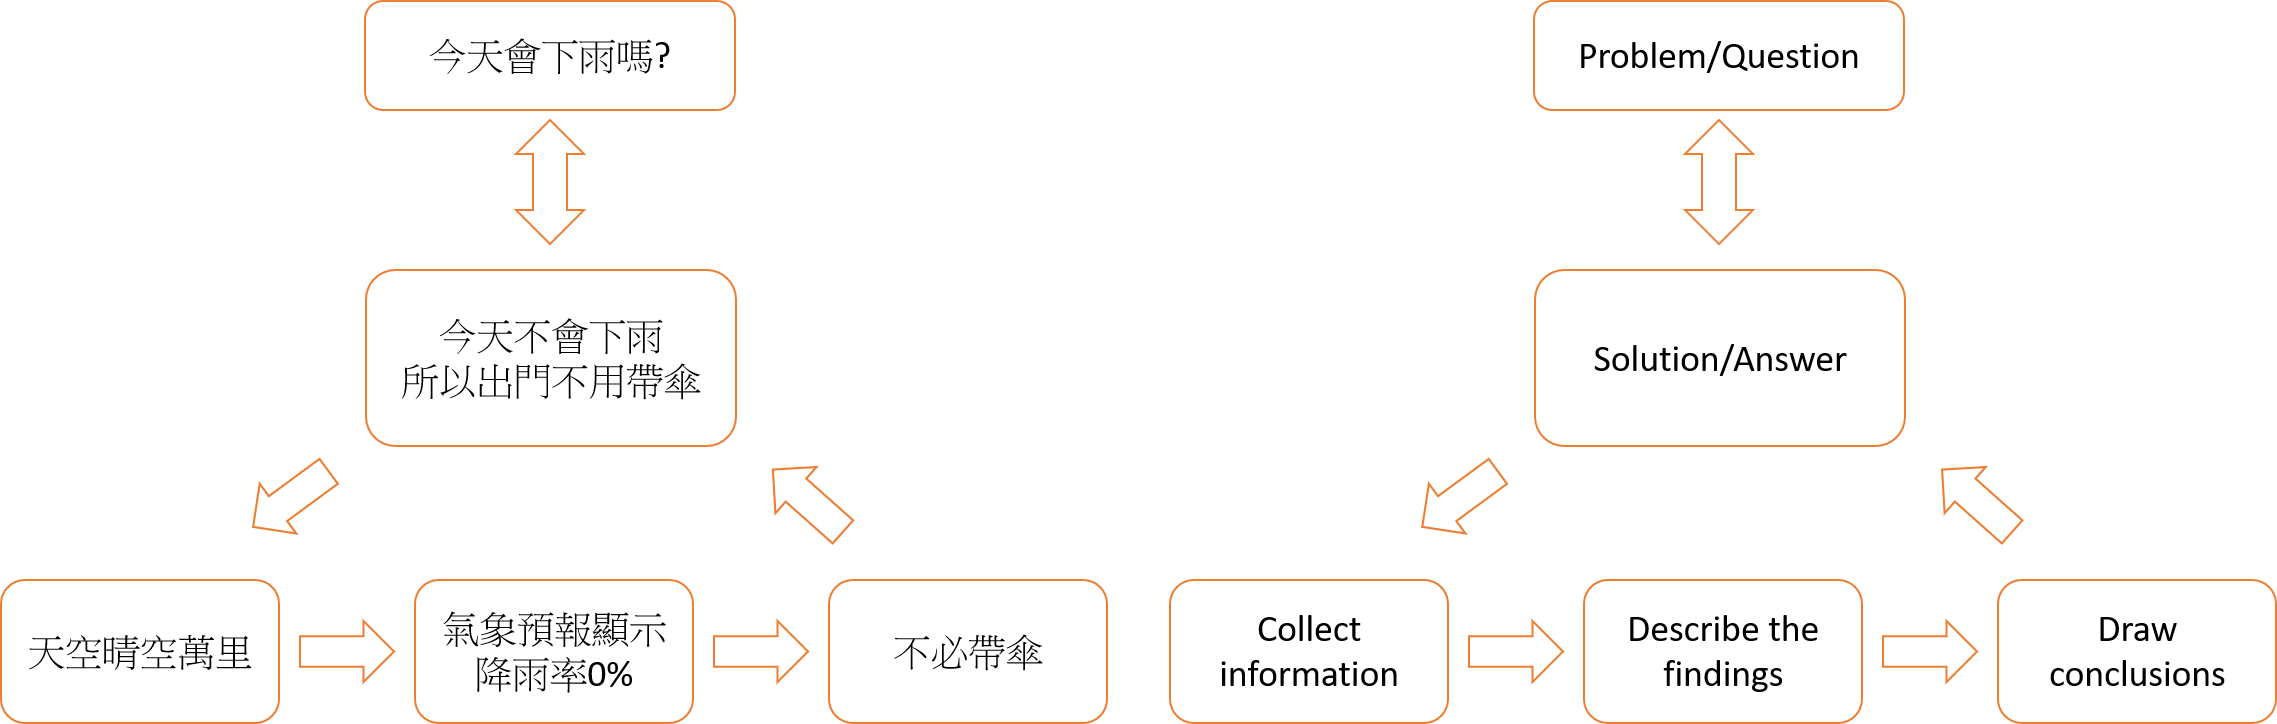 今天會下雨嗎?
今天不會下雨
所以出門不用帶傘
天空晴空萬里
氣象預報顯示
降雨率0%
不必帶傘
Problem/Question
Solution/Answer
Collect
information
Describe the
findings
Draw
conclusions